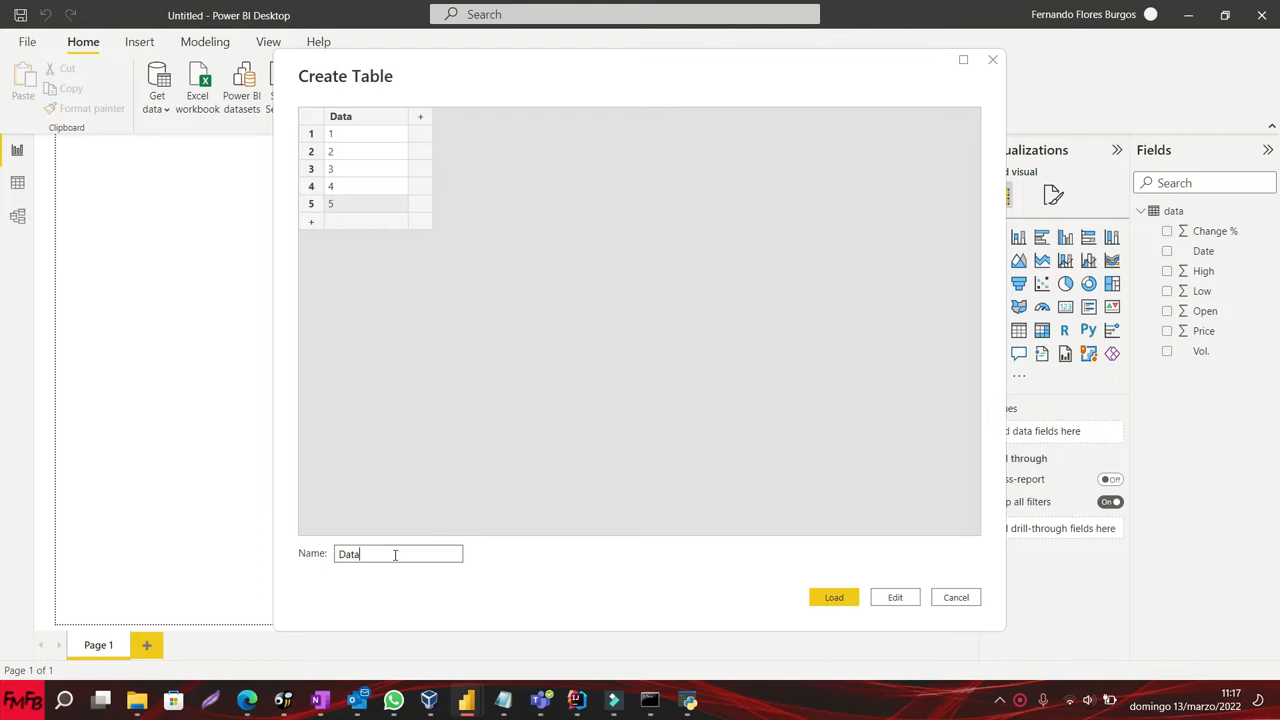 Untitled - Power BI Desktop
Search
Fernando Flores Burgos
File
Home
Insert
Modeling
View
Help
Paste
Cut
Copy
Format painter
Clipboard
Get data
Excel workbook
Power BI datasets
Create Table
Data
+
1 1
2 2
3 3
4 4
5 5
+
Name: Data
Load
Edit
Cancel
ualizations
d visual
R
Py
123
...
ues
d data fields here
l through
ss-report
Off
p all filters
On
d drill-through fields here
Fields
Search
data
Σ Change %
Date
Σ High
Σ Low
Σ Open
Σ Price
Vol.
Page 1
+
Page 1 of 1
FMFB
11:17
domingo 13/marzo/2022